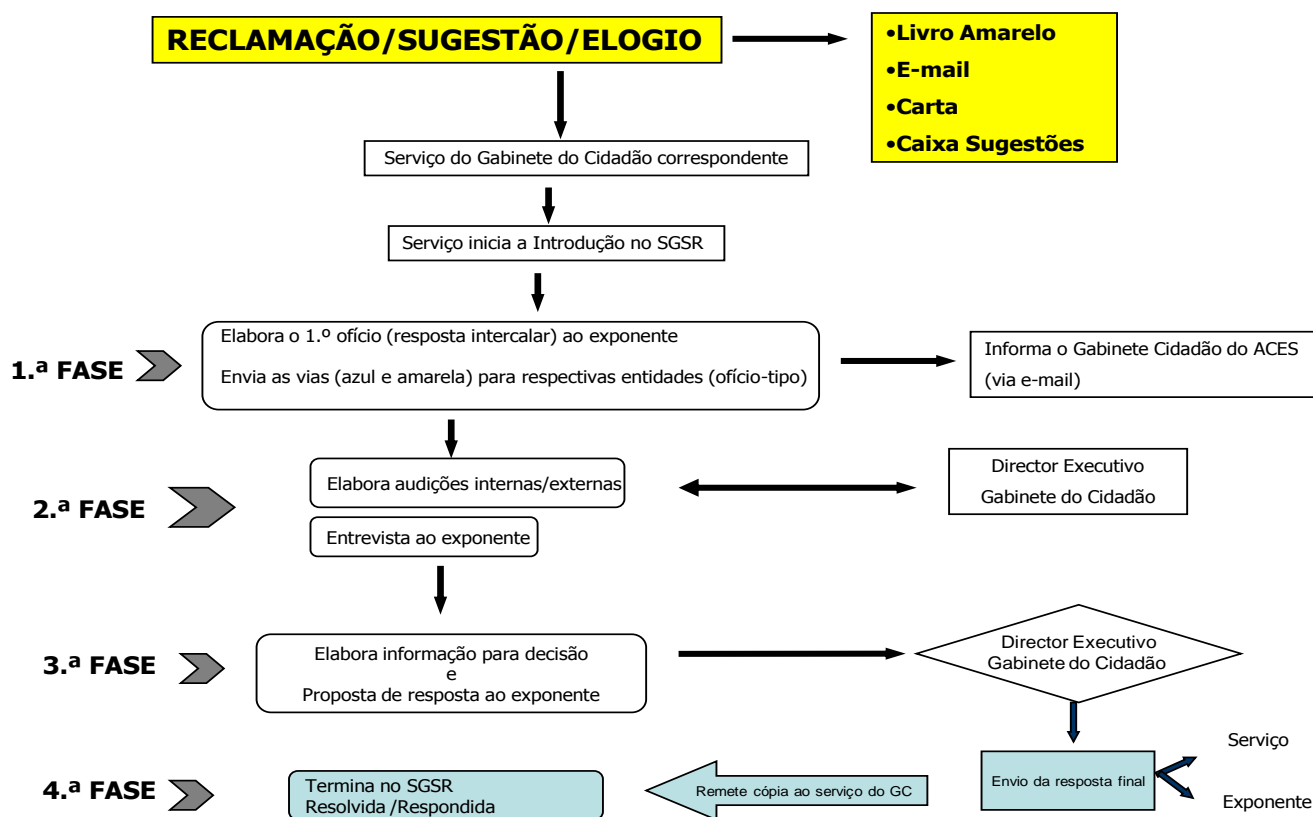 RECLAMAÇÃO/SUGESTÃO/ELOGIO
•Livro Amarelo
•E-mail
•Carta
•Caixa Sugestões
Serviço do Gabinete do Cidadão correspondente
Serviço inicia a Introdução no SGSR
1.ª FASE
Elabora o 1.º ofício (resposta intercalar) ao exponente
Envia as vias (azul e amarela) para respectivas entidades (ofício-tipo)
Informa o Gabinete Cidadão do ACES
(via e-mail)
2.ª FASE
Elabora audições internas/externas
Entrevista ao exponente
Director Executivo
Gabinete do Cidadão
3.ª FASE
Elabora informação para decisão
e
Proposta de resposta ao exponente
Director Executivo
Gabinete do Cidadão
4.ª FASE
Termina no SGSR
Resolvida /Respondida
Remete cópia ao serviço do GC
Envio da resposta final
Serviço
Exponente